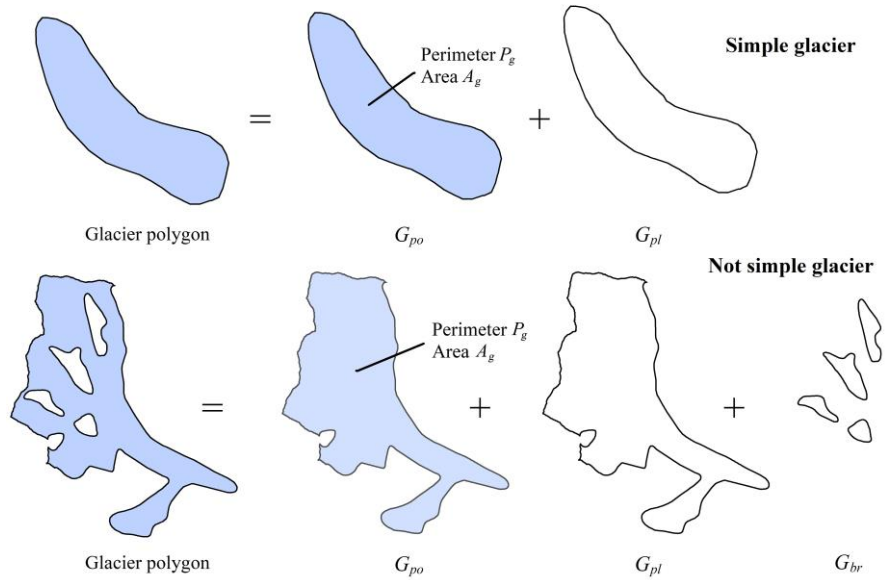 Simple glacier
Perimeter P_g
Area A_g
= +
Glacier polygon G_po G_pl
Not simple glacier
Perimeter P_g
Area A_g
= + +
Glacier polygon G_po G_pl G_br